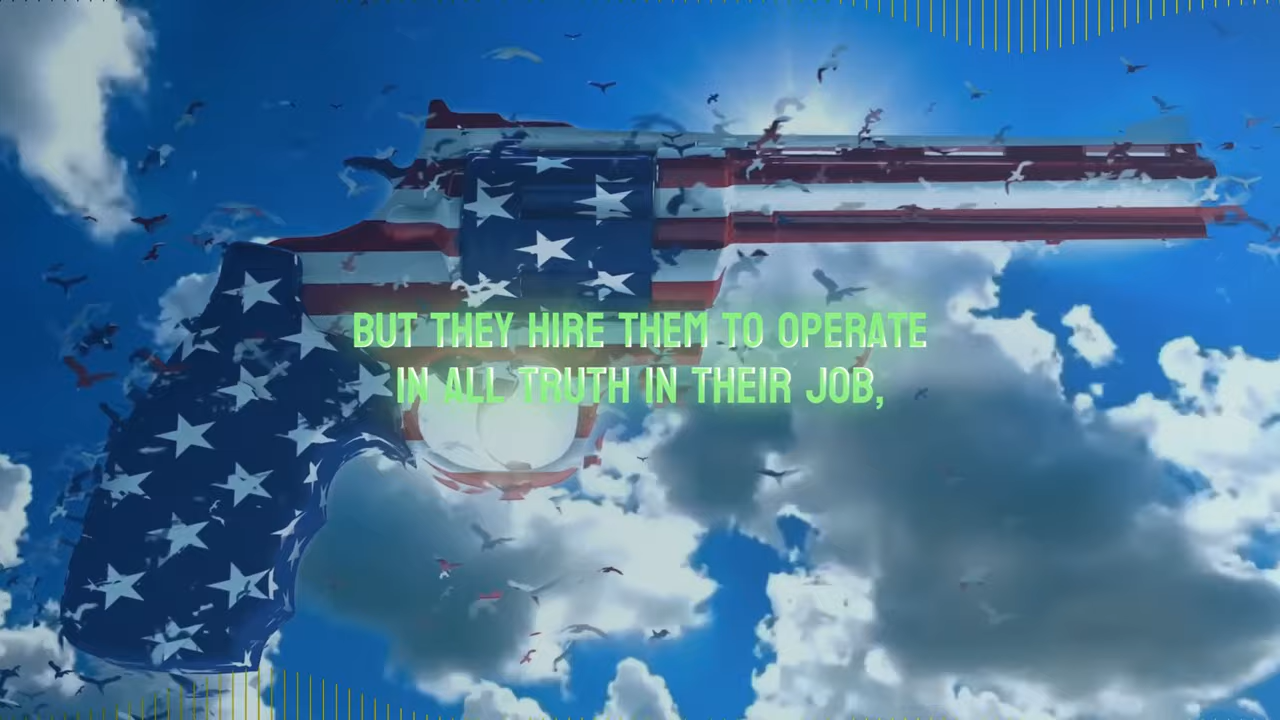 BUT THEY HIRE THEM TO OPERATE
IN ALL TRUTH IN THEIR JOB,